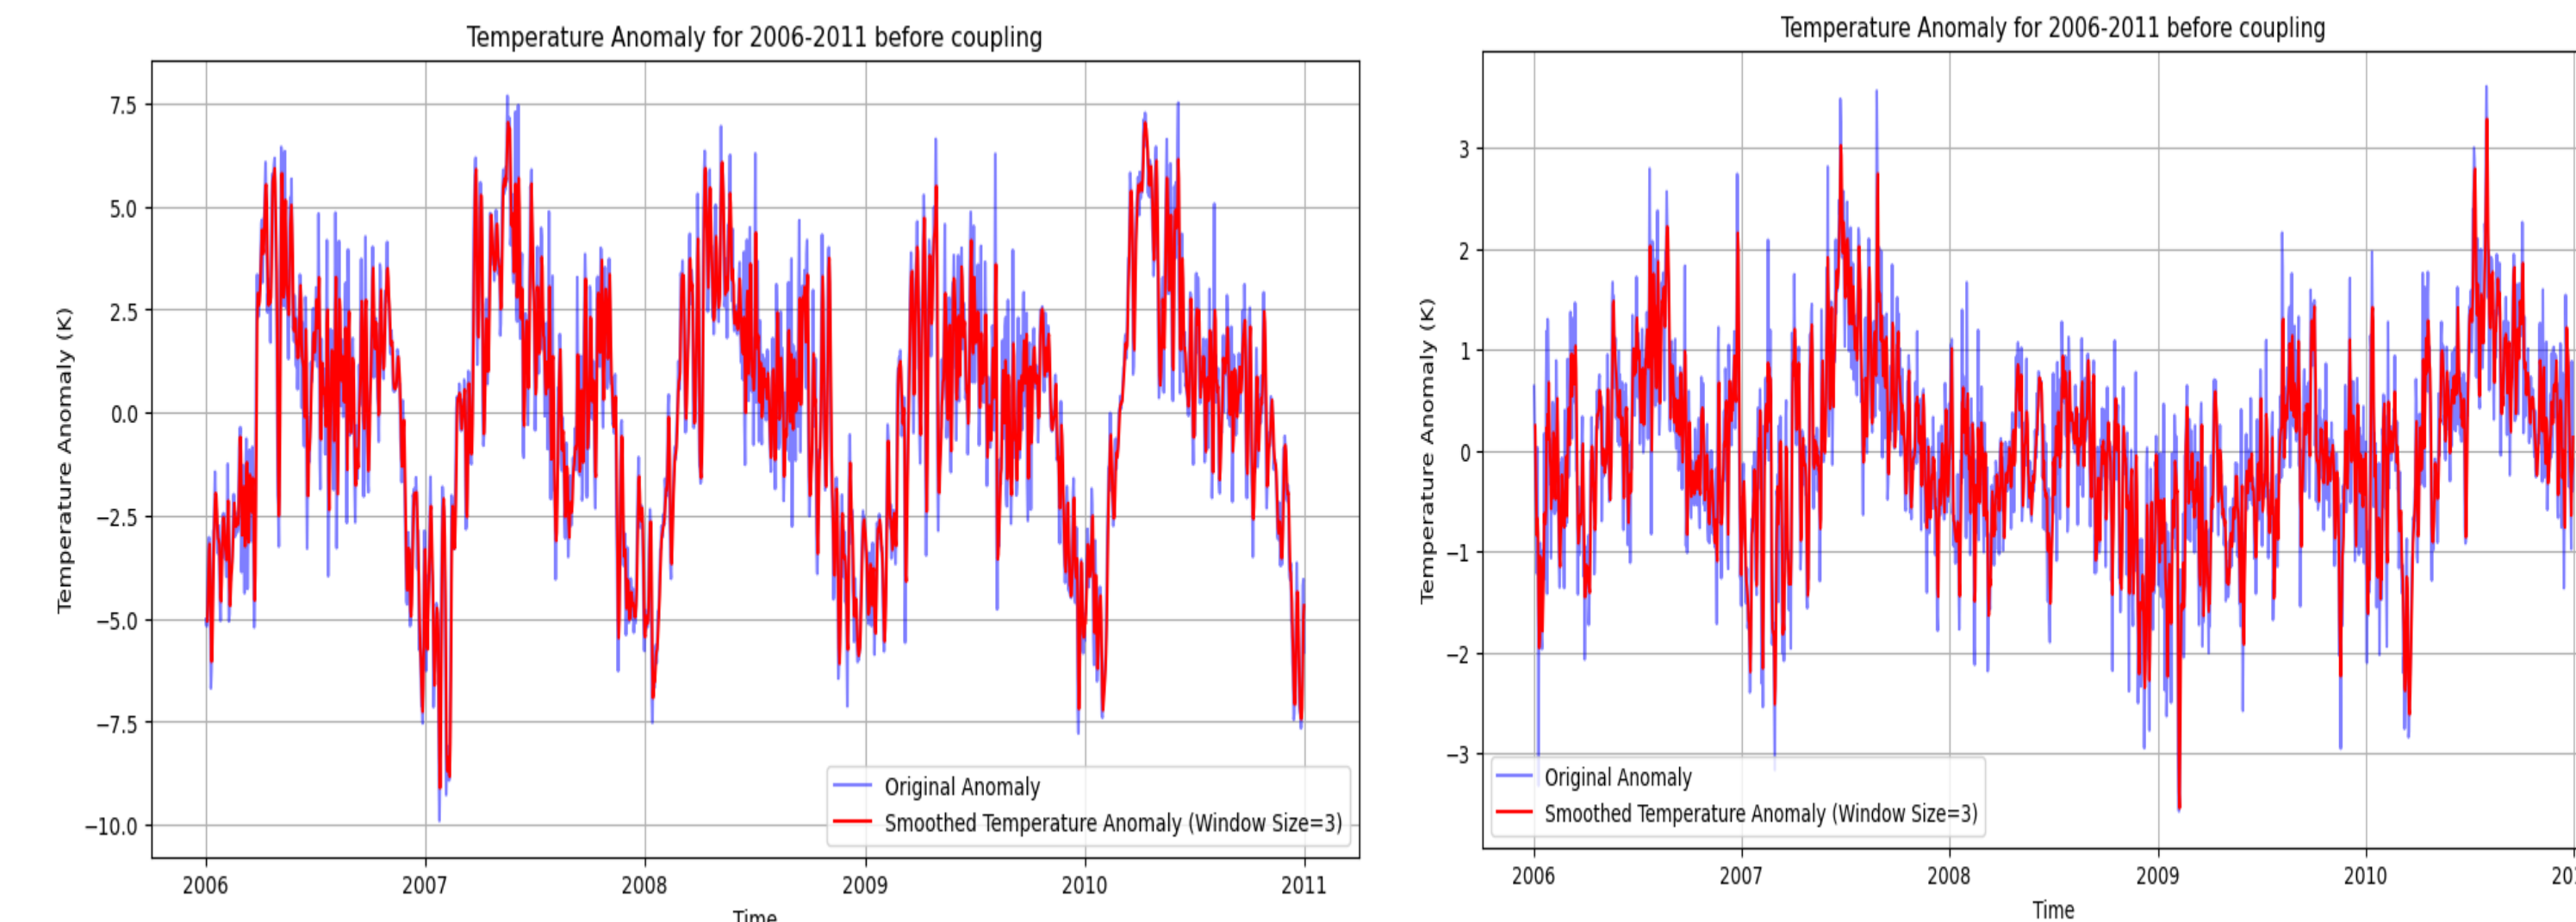 Temperature Anomaly for 2006-2011 before coupling
Temperature Anomaly (K)
7.5
5.0
2.5
0.0
−2.5
−5.0
−7.5
−10.0
Original Anomaly
Smoothed Temperature Anomaly (Window Size=3)
2006 2007 2008 2009 2010 2011
Time
Temperature Anomaly for 2006-2011 before coupling
Temperature Anomaly (K)
3
2
1
0
−1
−2
−3
Original Anomaly
Smoothed Temperature Anomaly (Window Size=3)
2006 2007 2008 2009 2010
Time